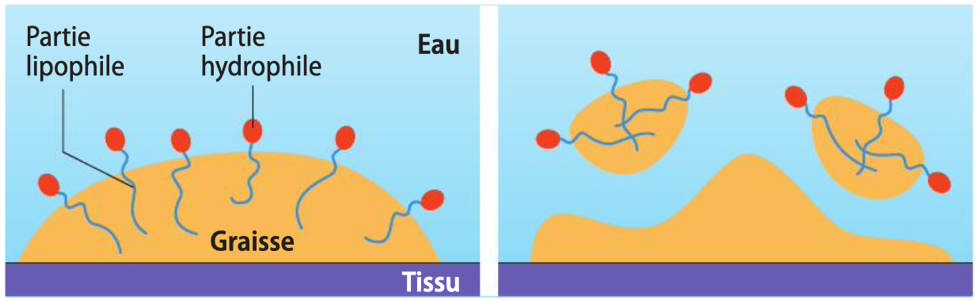 Partie
lipophile
Partie
hydrophile
Eau
Graisse
Tissu